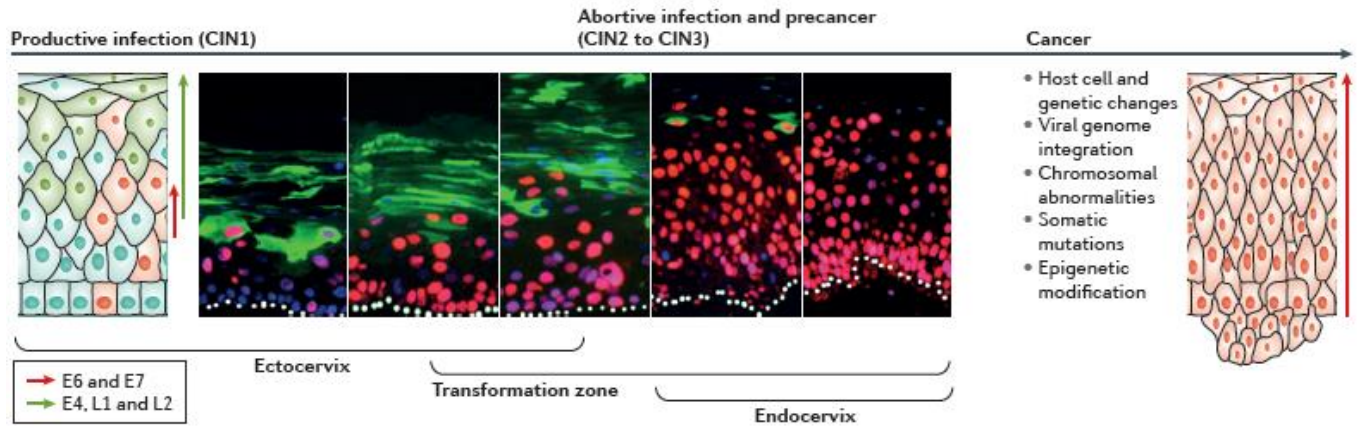 Abortive infection and precancer
Productive infection (CIN1)
(CIN2 to CIN3)
Cancer
• Host cell and
genetic changes
• Viral genome
integration
• Chromosomal
abnormalities
• Somatic
mutations
• Epigenetic
modification
Ectocervix
Transformation zone
Endocervix
E6 and E7
E4, L1 and L2